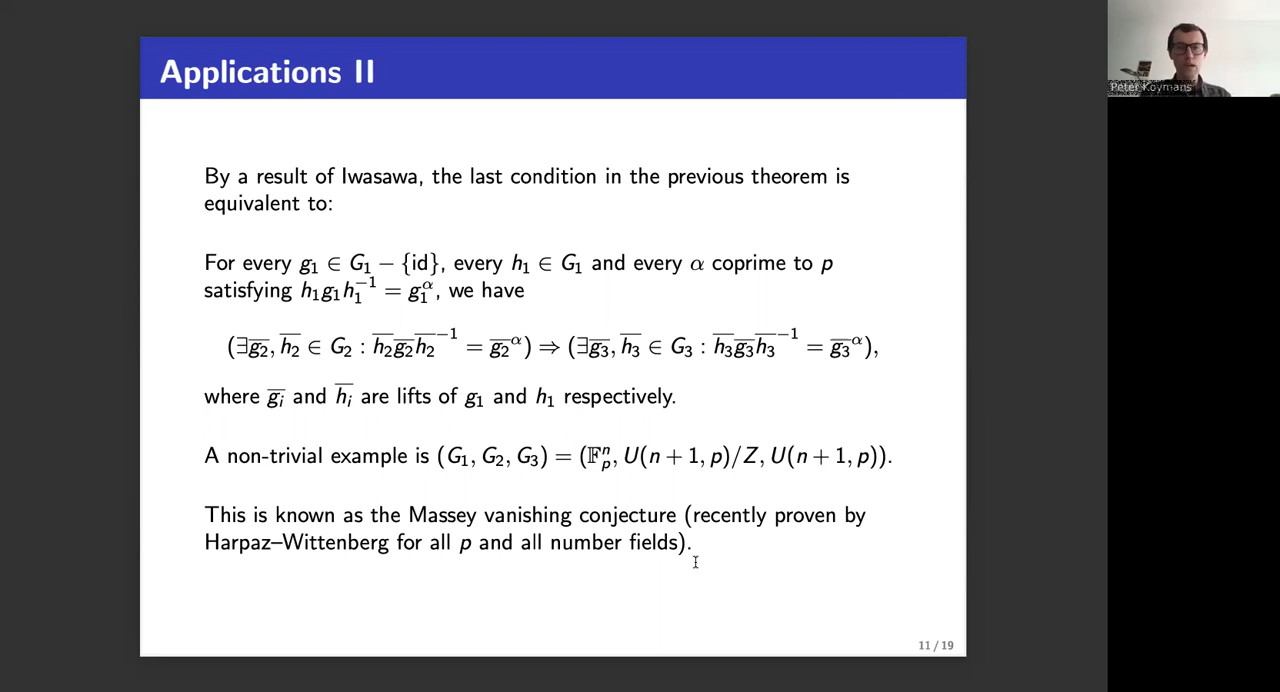 Applications II
Peter Koymans
By a result of Iwasawa, the last condition in the previous theorem is
equivalent to:
For every g₁ ∈ G₁ − {id}, every h₁ ∈ G₁ and every α coprime to p
satisfying h₁g₁h₁⁻¹ = g₁^α, we have
(∃g̅₂, h̅₂ ∈ G₂ : h̅₂g̅₂h̅₂⁻¹ = g̅₂^α) ⇒ (∃g̅₃, h̅₃ ∈ G₃ : h̅₃g̅₃h̅₃⁻¹ = g̅₃^α),
where g̅ᵢ and h̅ᵢ are lifts of g₁ and h₁ respectively.
A non-trivial example is (G₁, G₂, G₃) = (𝔽ₚⁿ, U(n + 1, p)/Z, U(n + 1, p)).
This is known as the Massey vanishing conjecture (recently proven by
Harpaz–Wittenberg for all p and all number fields).
11 / 19